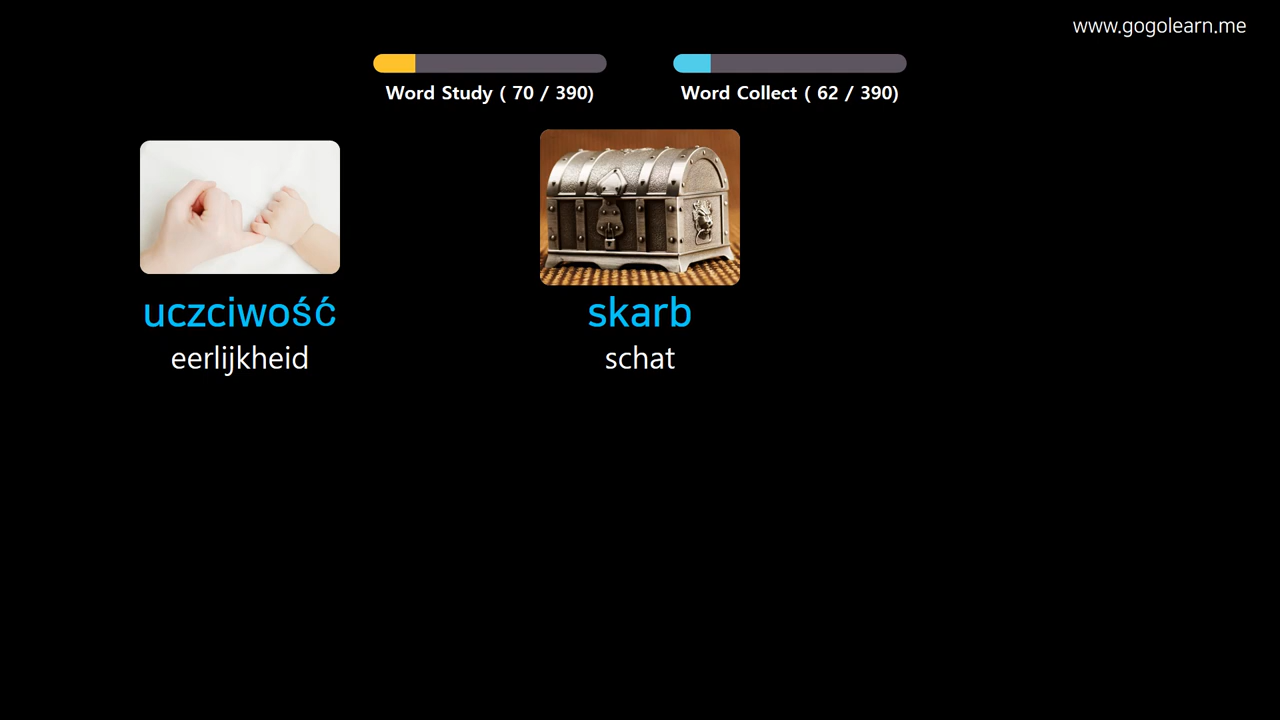 www.gogolearn.me
Word Study ( 70 / 390)
Word Collect ( 62 / 390)
uczciwość
eerlijkheid
skarb
schat